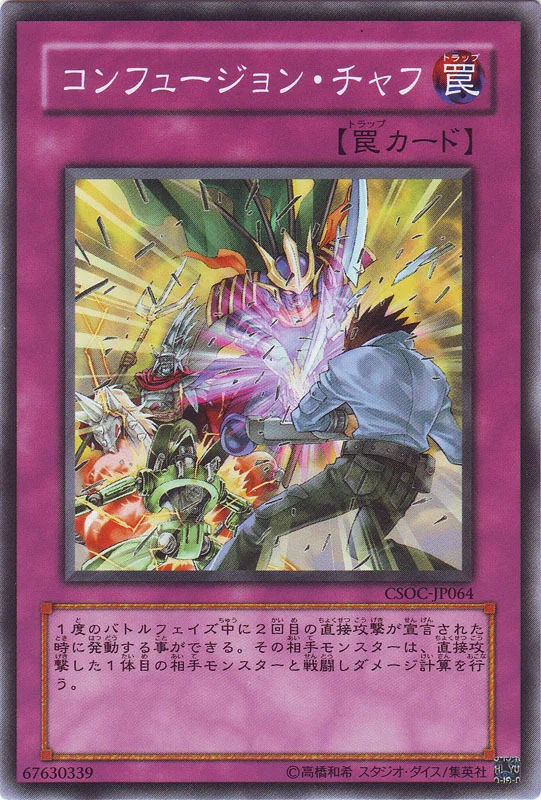 コンフュージョン・チャフ
トラップ
罠
トラップ
【罠カード】
CSOC-JP064
1度のバトルフェイズ中に2回目の直接攻撃が宣言された
時に発動する事ができる。その相手モンスターは、直接攻
撃した1体目の相手モンスターと戦闘しダメージ計算を行
う。
67630339
©高橋和希 スタジオ・ダイス/集英社